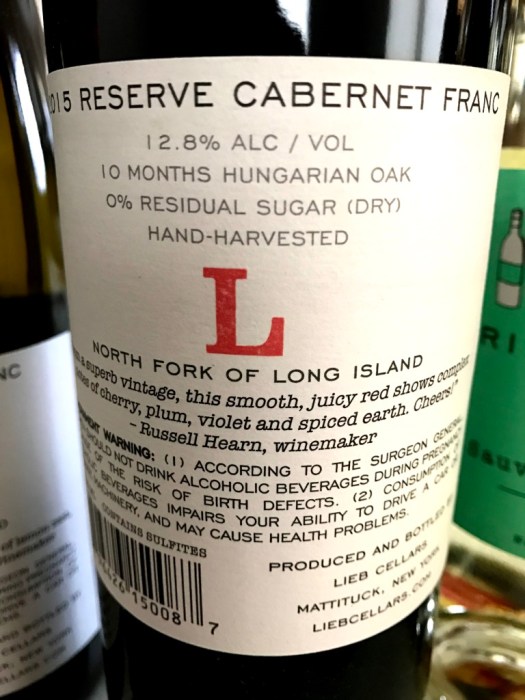 015 RESERVE CABERNET FRANC
12.8% ALC / VOL
10 MONTHS HUNGARIAN OAK
0% RESIDUAL SUGAR (DRY)
HAND-HARVESTED
L
NORTH FORK OF LONG ISLAND
a superb vintage, this smooth, juicy red shows complex
of cherry, plum, violet and spiced earth. Cheers!"
- Russell Hearn, winemaker
WARNING: (1) ACCORDING TO THE SURGEON GENERAL
SHOULD NOT DRINK ALCOHOLIC BEVERAGES DURING PREGNANCY
OF THE RISK OF BIRTH DEFECTS. (2) CONSUMPTION
BEVERAGES IMPAIRS YOUR ABILITY TO DRIVE A CAR
MACHINERY, AND MAY CAUSE HEALTH PROBLEMS.
CONTAINS SULFITES
15008 7
PRODUCED AND BOTTLED
LIEB CELLARS
MATTITUCK, NEW YORK
LIEBCELLARS.COM